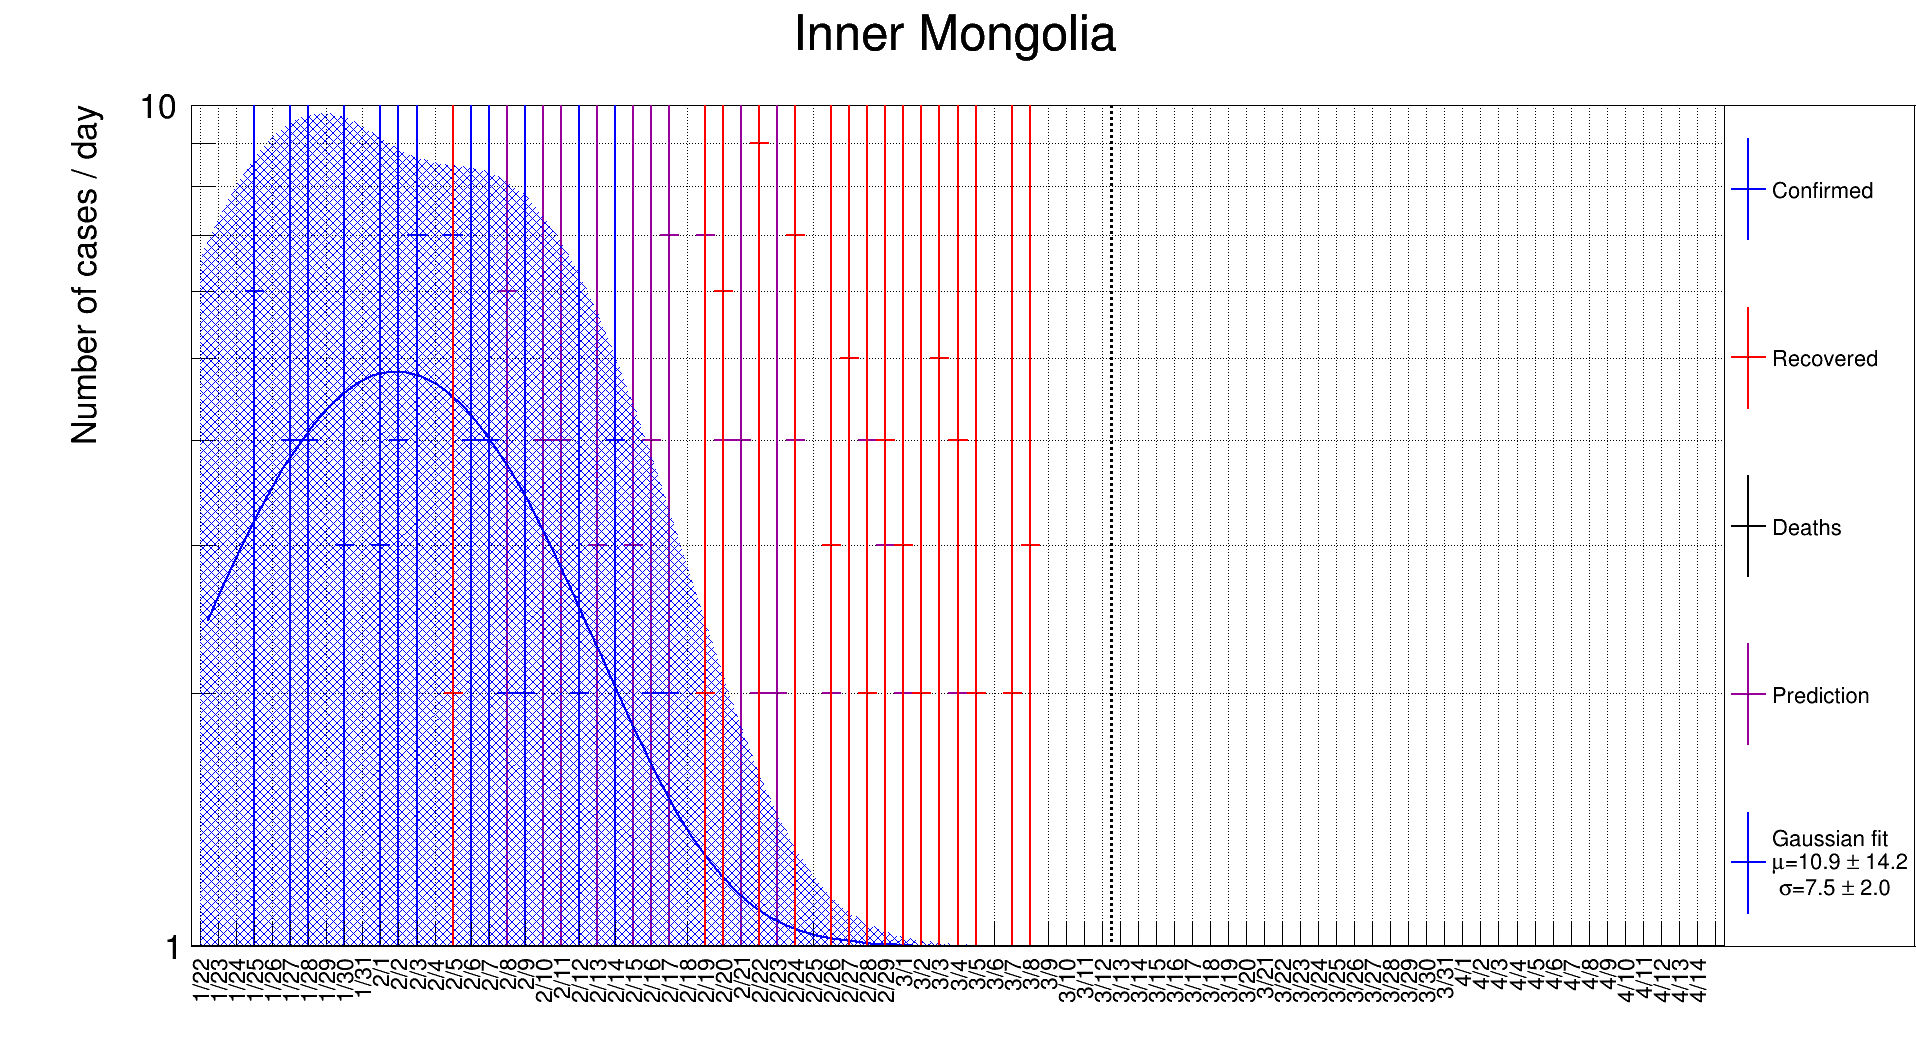 Inner Mongolia
Number of cases / day
10
1
1/22 1/23 1/24 1/25 1/26 1/27 1/28 1/29 1/30 1/31 2/1 2/2 2/3 2/4 2/5 2/6 2/7 2/8 2/9 2/10 2/11 2/12 2/13 2/14 2/15 2/16 2/17 2/18 2/19 2/20 2/21 2/22 2/23 2/24 2/25 2/26 2/27 2/28 2/29 3/1 3/2 3/3 3/4 3/5 3/6 3/7 3/8 3/9 3/10 3/11 3/12 3/13 3/14 3/15 3/16 3/17 3/18 3/19 3/20 3/21 3/22 3/23 3/24 3/25 3/26 3/27 3/28 3/29 3/30 3/31 4/1 4/2 4/3 4/4 4/5 4/6 4/7 4/8 4/9 4/10 4/11 4/12 4/13 4/14
Confirmed
Recovered
Deaths
Prediction
Gaussian fit
μ=10.9 ± 14.2
σ=7.5 ± 2.0